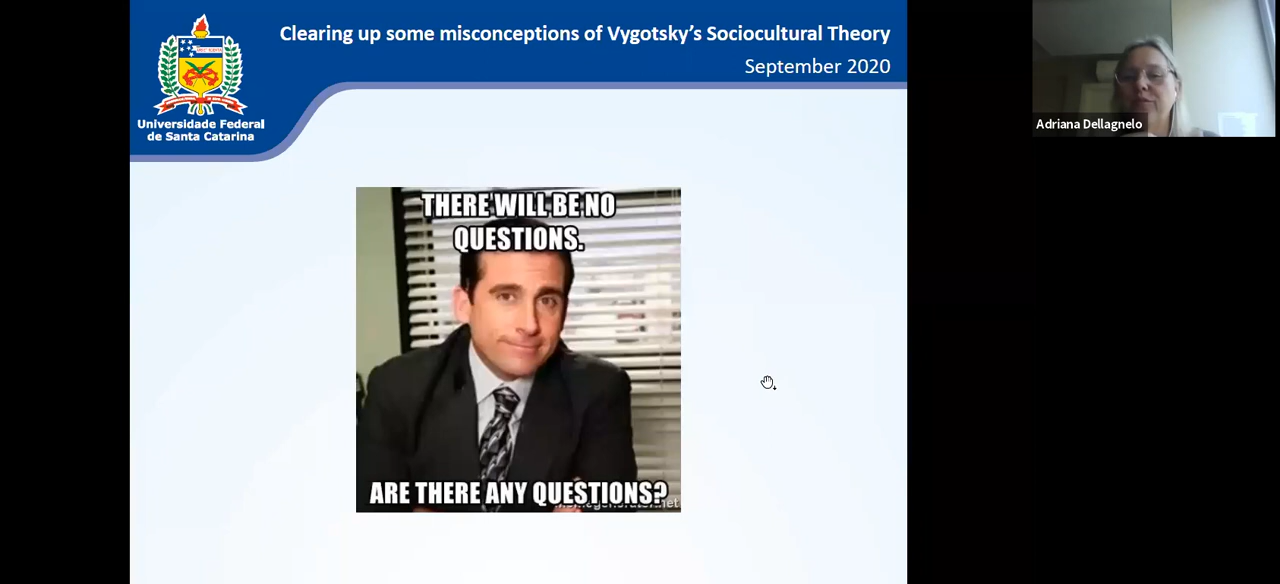 Clearing up some misconceptions of Vygotsky's Sociocultural Theory
September 2020
Universidade Federal
de Santa Catarina
Adriana Dellagnelo
THERE WILL BE NO
QUESTIONS.
ARE THERE ANY QUESTIONS?